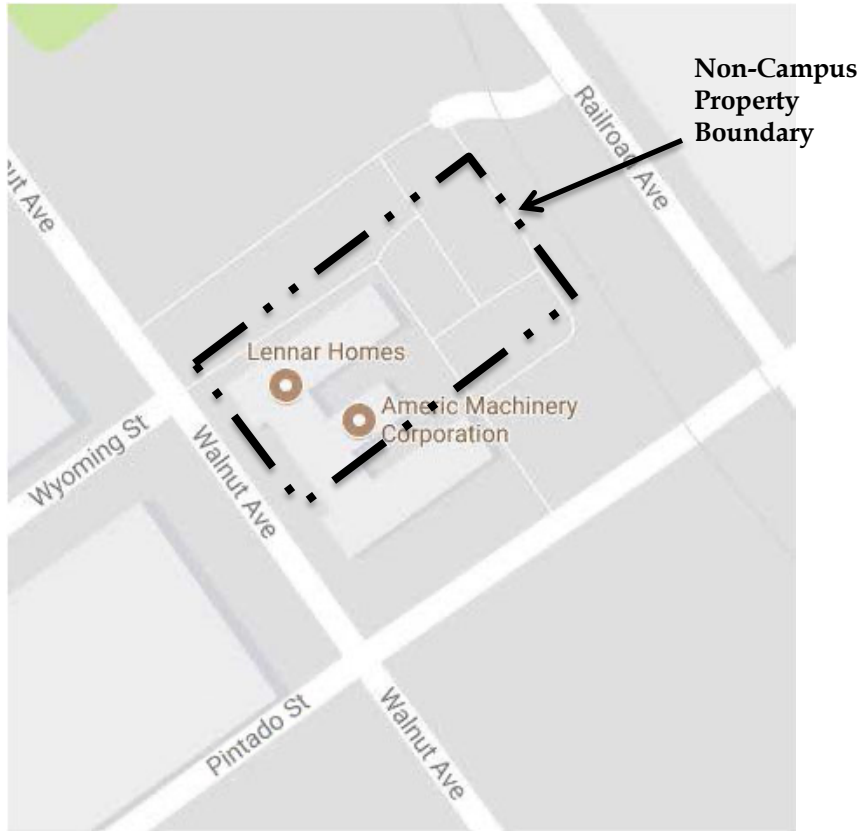 Non-Campus
Property
Boundary
Railroad Ave
ut Ave
Lennar Homes
Americ Machinery
Corporation
Wyoming St
Walnut Ave
Pintado St
Walnut Ave